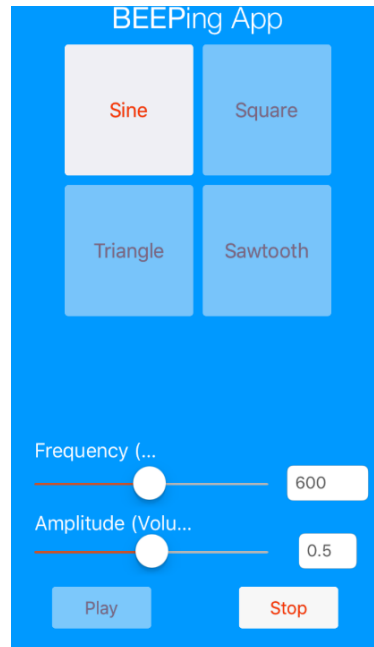 BEEPing App
Sine
Square
Triangle
Sawtooth
Frequency (...
600
Amplitude (Volu...
0.5
Play
Stop